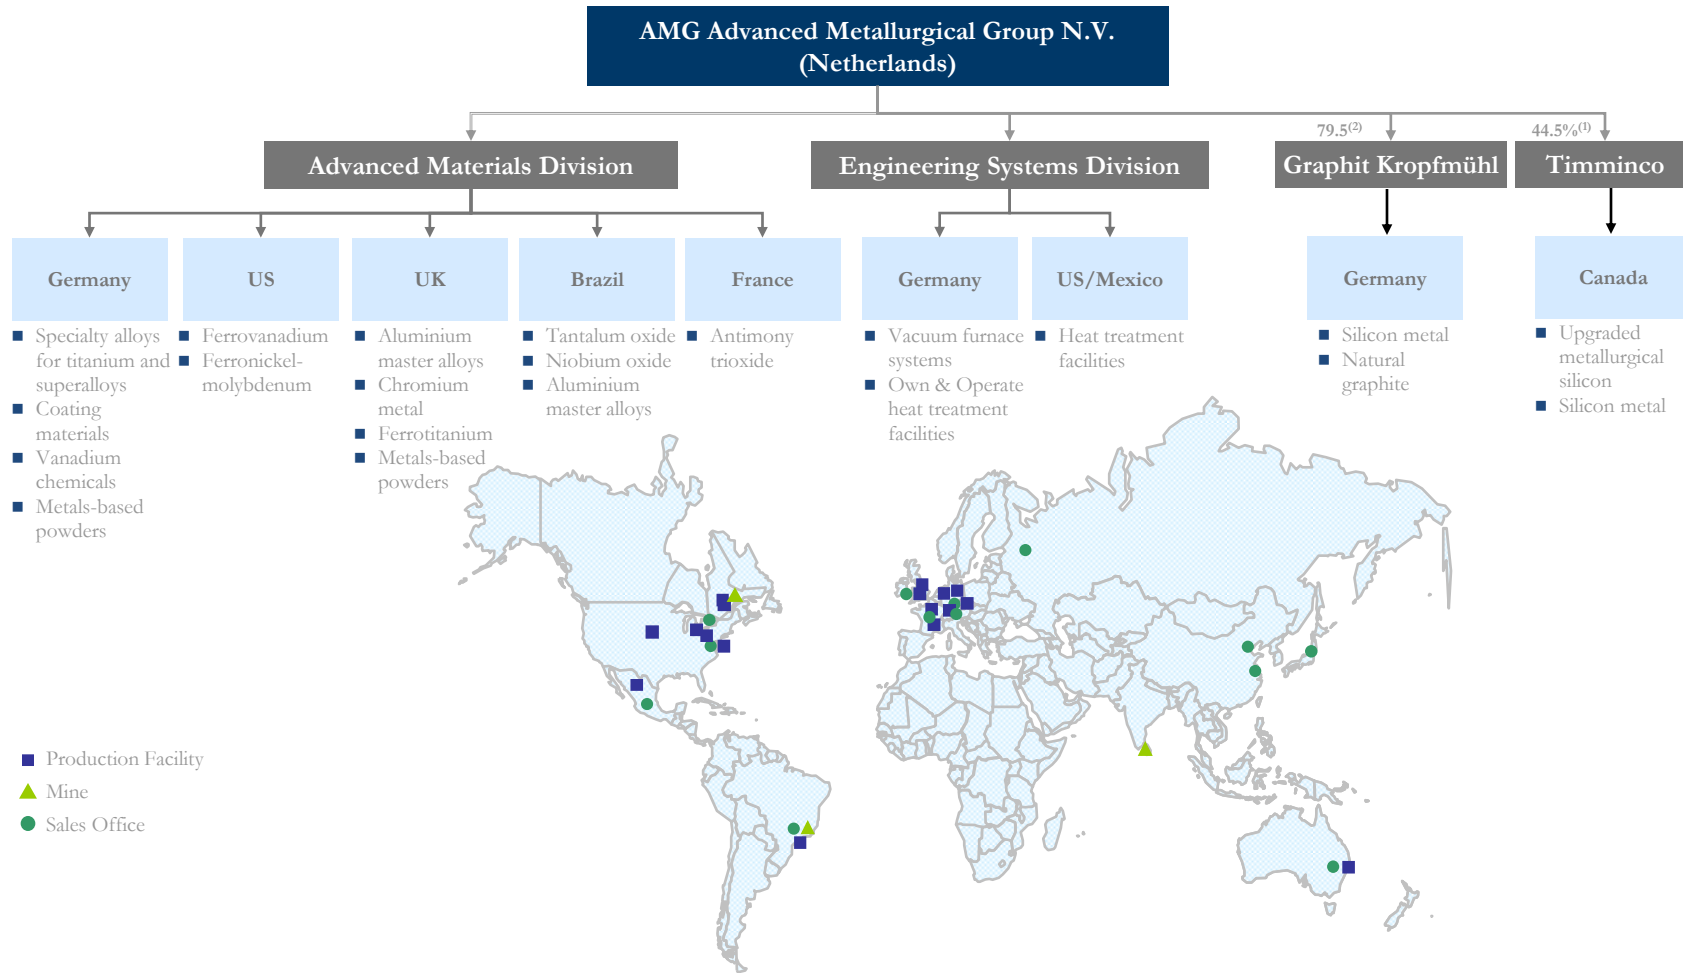 AMG Advanced Metallurgical Group N.V.
(Netherlands)
79.5(2)
44.5%(1)
Advanced Materials Division
Engineering Systems Division
Graphit Kropfmühl
Timminco
Germany
US
UK
Brazil
France
Germany
US/Mexico
Germany
Canada
Specialty alloys
for titanium and
superalloys
Coating
materials
Vanadium
chemicals
Metals-based
powders
Ferrovanadium
Ferronickel-
molybdenum
Aluminium
master alloys
Chromium
metal
Ferrotitanium
Metals-based
powders
Tantalum oxide
Niobium oxide
Aluminium
master alloys
Antimony
trioxide
Vacuum furnace
systems
Own & Operate
heat treatment
facilities
Heat treatment
facilities
Silicon metal
Natural
graphite
Upgraded
metallurgical
silicon
Silicon metal
Production Facility
Mine
Sales Office